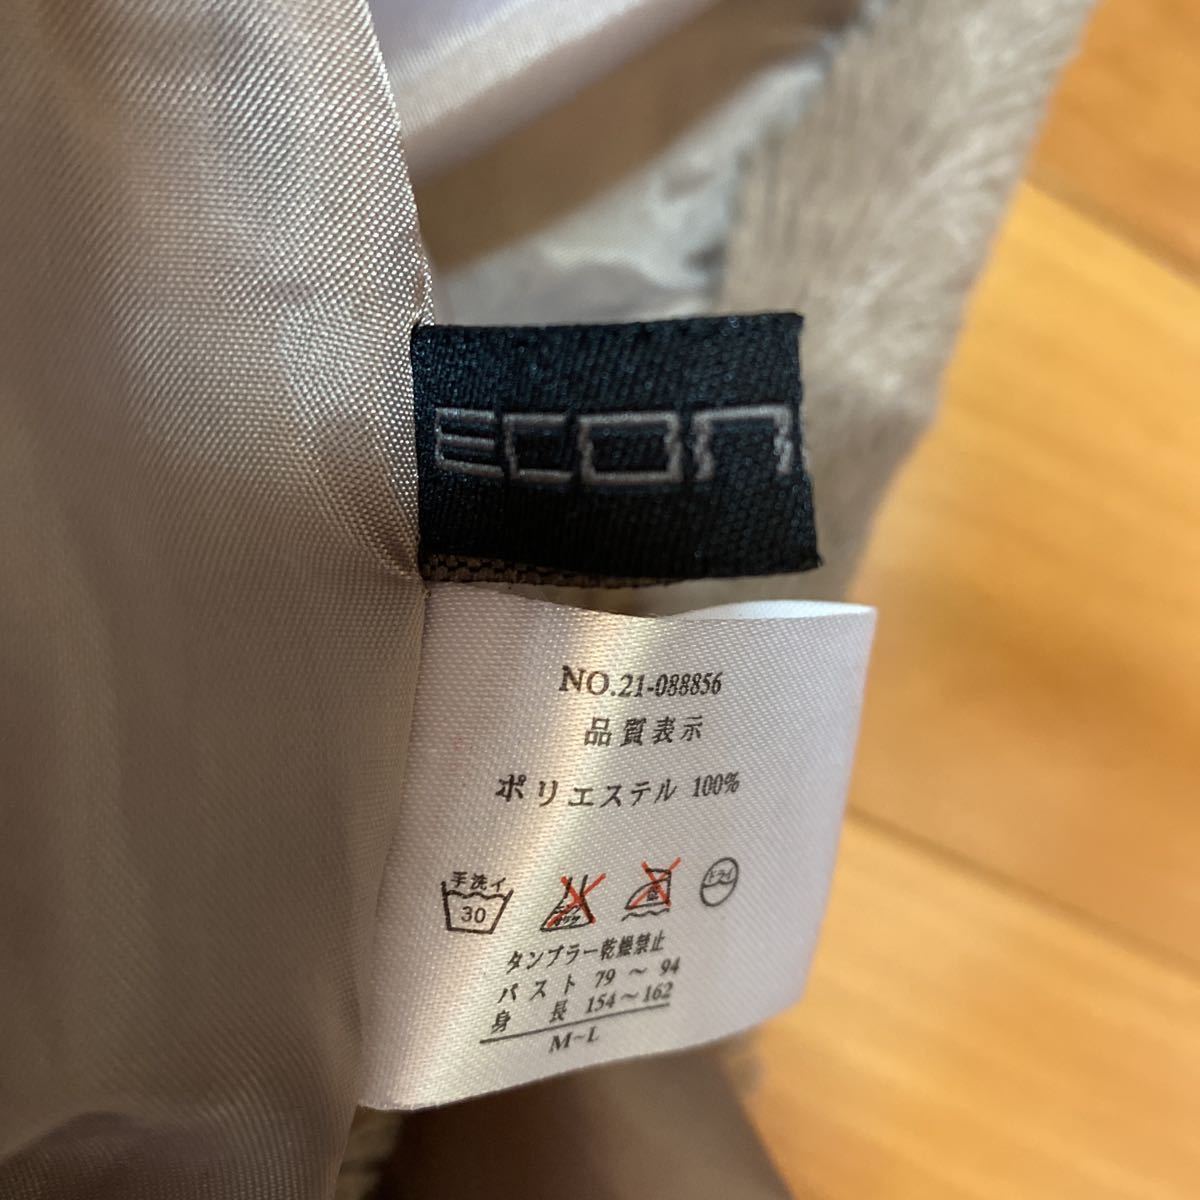 ECON
NO.21-088856
品質表示
ポリエステル 100%
手洗イ
30
ドライ
タンブラー乾燥禁止
バスト 79～94
身長 154～162
M~L